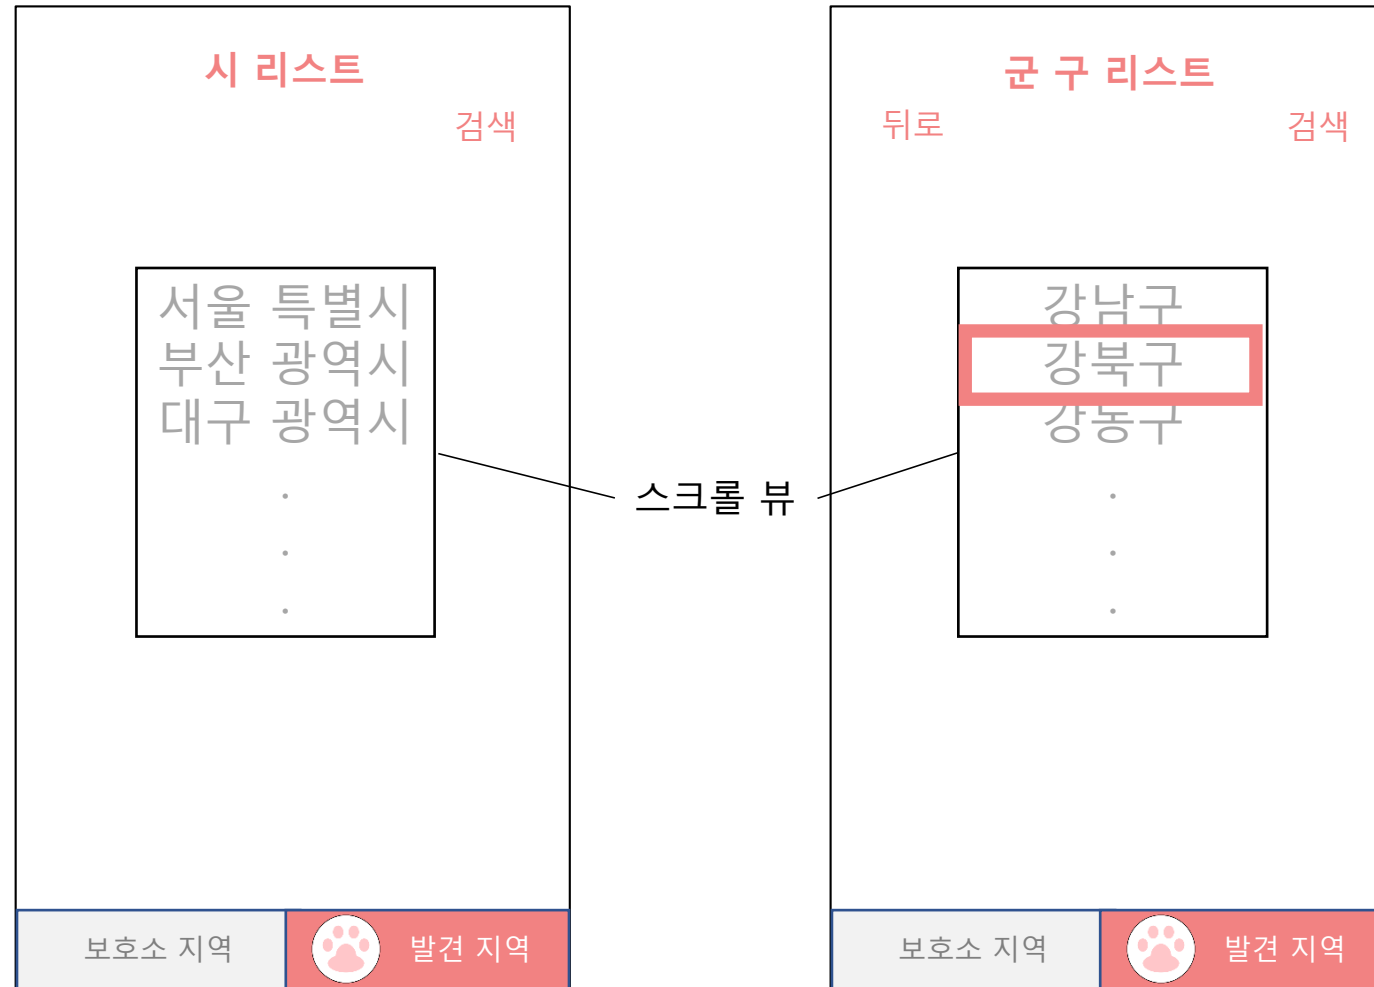 시 리스트
검색
서울 특별시
부산 광역시
대구 광역시
.
.
.
보호소 지역
발견 지역
스크롤 뷰
군 구 리스트
뒤로
검색
강남구
강북구
강동구
.
.
.
보호소 지역
발견 지역